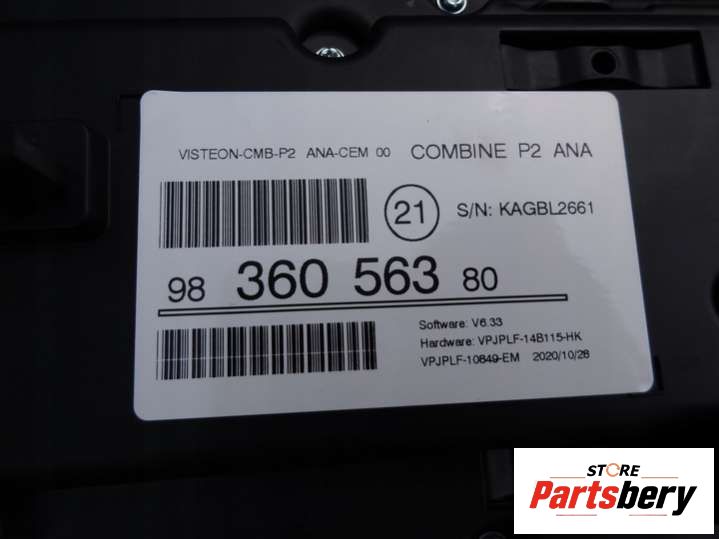 VISTEON-CMB-P2 ANA-CEM 00 COMBINE P2 ANA
21 S/N: KAGBL2661
98 360 563 80
Software: V6.33
Hardware: VPJPLF-14B115-HK
VPJPLF-10849-EM 2020/10/28
STORE
Partsbery